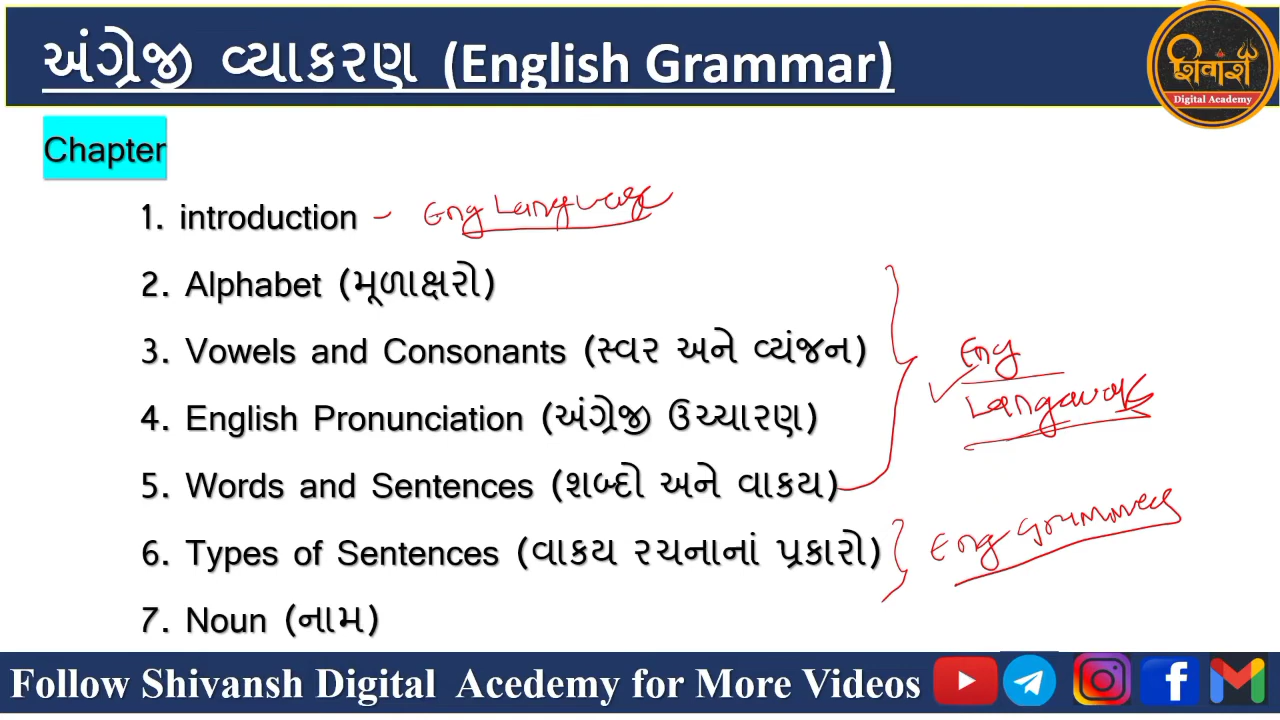 અંગ્રેજી વ્યાકરણ (English Grammar)
शिवांश
Digital Academy
Chapter
1. introduction - Eng Language
2. Alphabet (મૂળાક્ષરો)
3. Vowels and Consonants (સ્વર અને વ્યંજન)
Eng
4. English Pronunciation (અંગ્રેજી ઉચ્ચારણ)
5. Words and Sentences (શબ્દો અને વાકય)
6. Types of Sentences (વાકય રચનાનાં પ્રકારો) Eng
7. Noun (નામ)
Follow Shivansh Digital Acedemy for More Videos